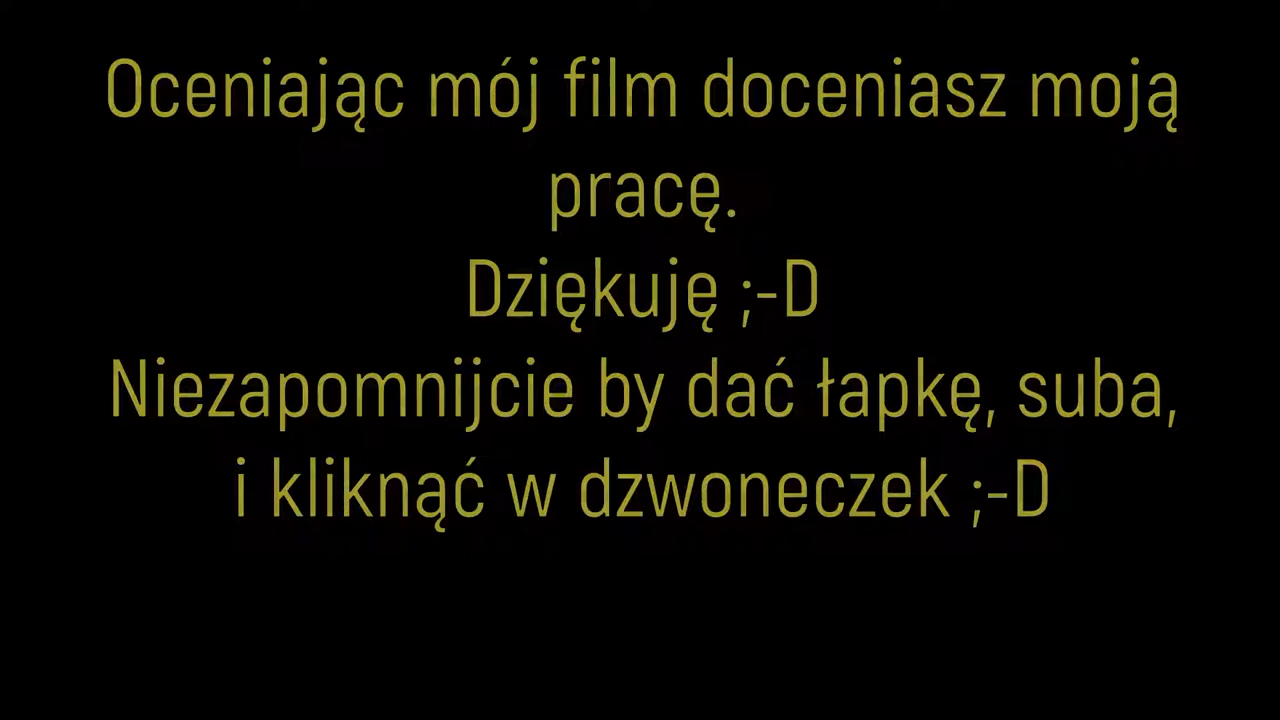 Oceniając mój film doceniasz moją
pracę.
Dziękuję ;-D
Niezapomnijcie by dać łapkę, suba,
i kliknąć w dzwoneczek ;-D